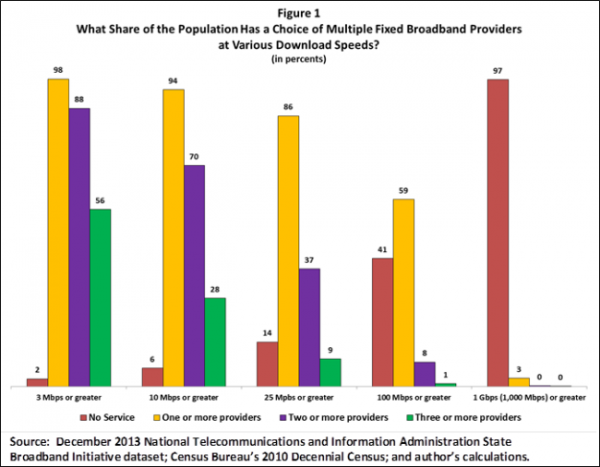 Figure 1
What Share of the Population Has a Choice of Multiple Fixed Broadband Providers
at Various Download Speeds?
(in percents)
98
94
97
88
86
70
56
59
41
37
28
14
9
8
2
6
1
3
0
0
3 Mbps or greater
10 Mbps or greater
25 Mbps or greater
100 Mbps or greater
1 Gbps (1,000 Mbps) or greater
No Service
One or more providers
Two or more providers
Three or more providers
Source: December 2013 National Telecommunications and Information Administration State
Broadband Initiative dataset; Census Bureau's 2010 Decennial Census; and author's calculations.